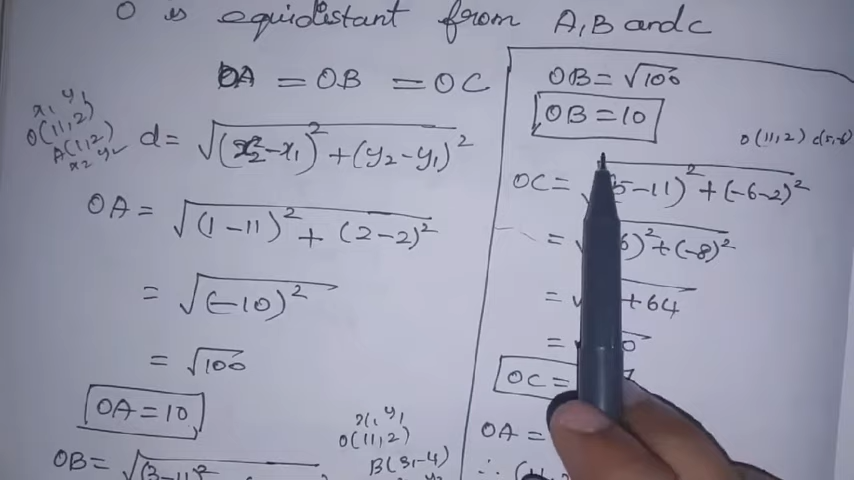 O is equidistant from A,B and C
OA = OB = OC
x₁ y₁
O(11,2)
A(1,2)
x₂ y₂
d= √(x₂-x₁)²+(y₂-y₁)²
OA = √(1-11)²+(2-2)²
= √(-10)²
= √100
OA=10
x₁ y₁
O(11,2)
B(3,-4)
OB= √(3-11)²
OB=√100
OB=10
O(11,2) C(5,-6)
OC= √(5-11)²+(-6-2)²
= 6)²+(-8)²
= +64
=
OC=
OA =
∴